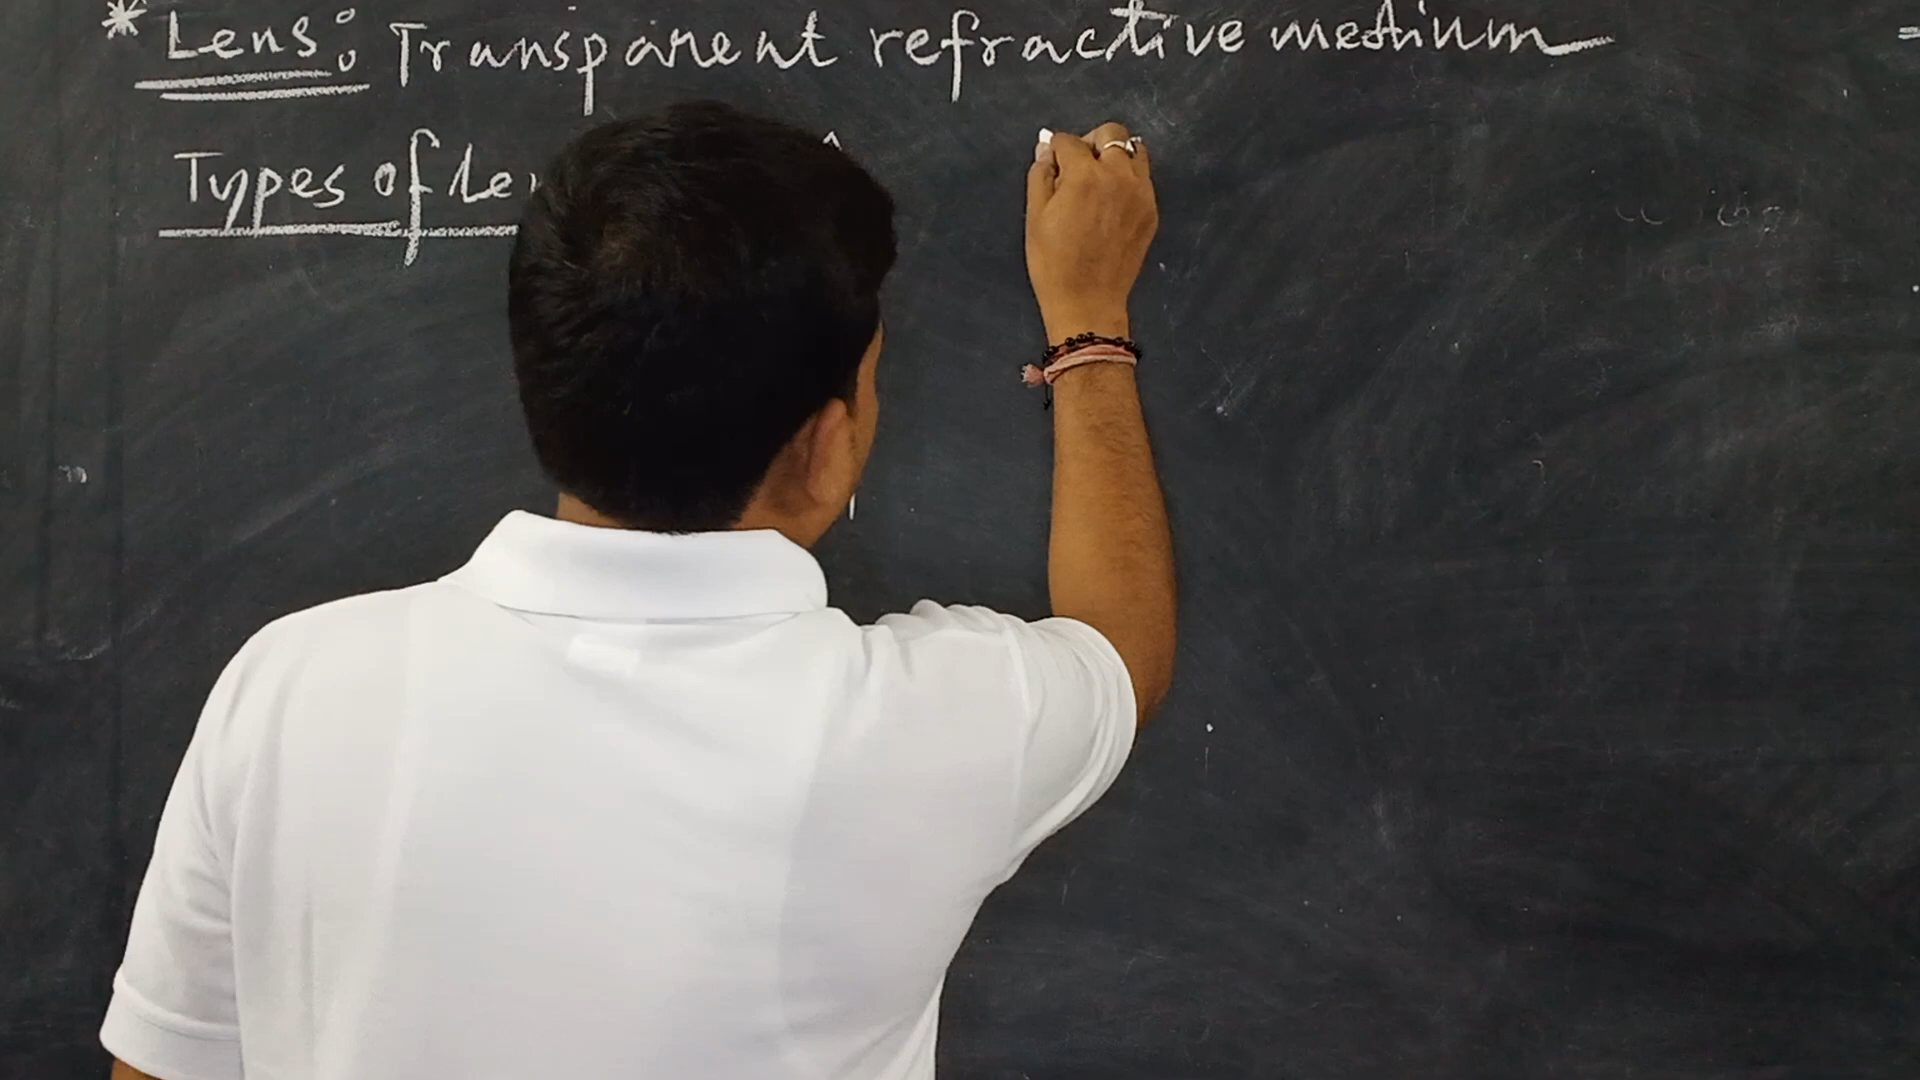 * Lens: Transparent refractive medium
Types of